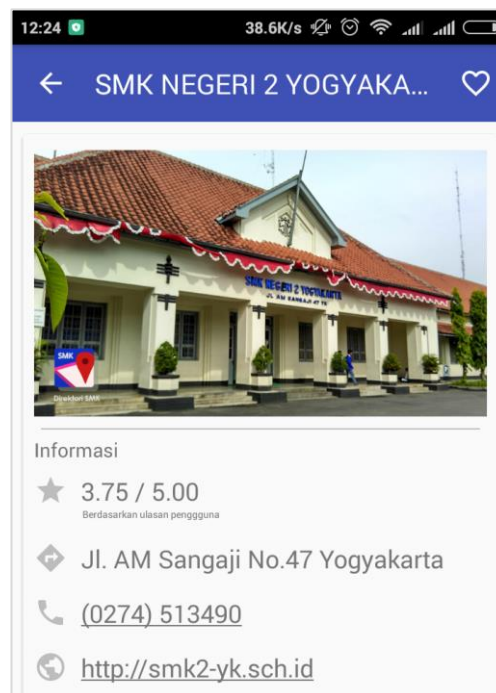 12:24
38.6K/s
SMK NEGERI 2 YOGYAKA...
SMK NEGERI 2 YOGYAKARTA
JL. AM SANGAJI 47 YK
SMK
Direktori SMK
Informasi
3.75 / 5.00
Berdasarkan ulasan penggguna
Jl. AM Sangaji No.47 Yogyakarta
(0274) 513490
http://smk2-yk.sch.id